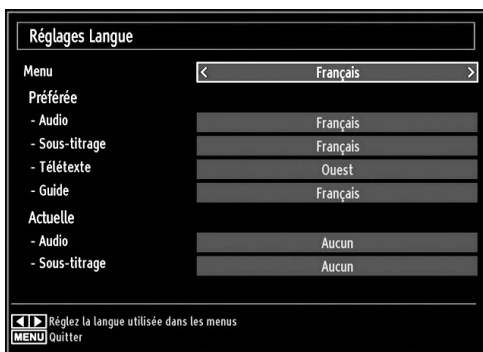 Réglages Langue
Menu < Français >
Préférée
- Audio Français
- Sous-titrage Français
- Télétexte Ouest
- Guide Français
Actuelle
- Audio Aucun
- Sous-titrage Aucun
◀ ▶ Réglez la langue utilisée dans les menus
MENU Quitter